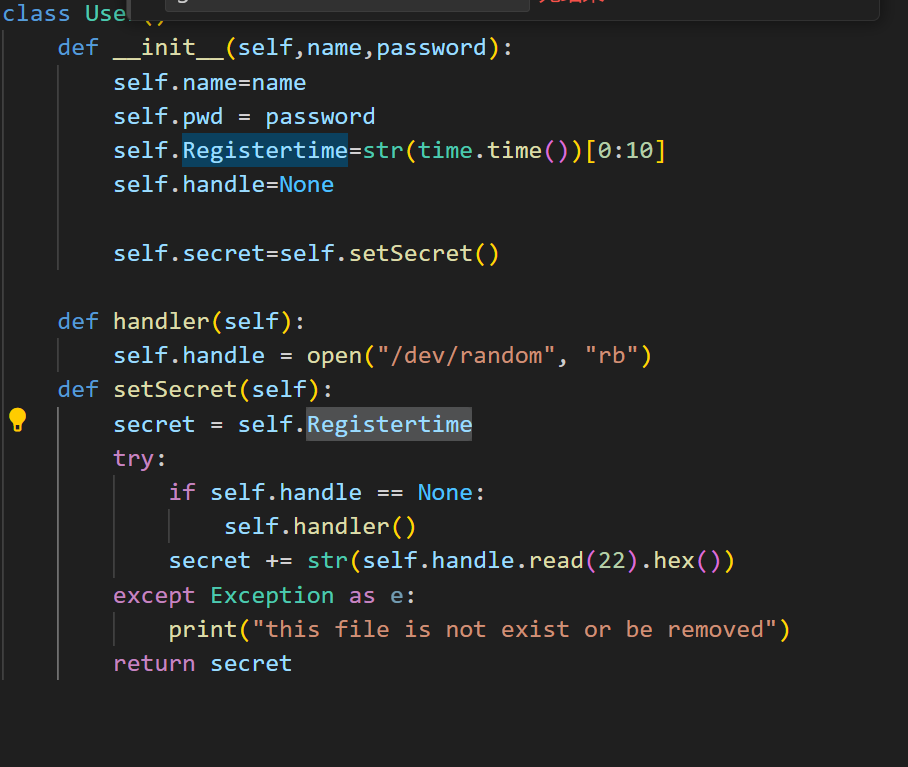 class Use
def __init__(self,name,password):
self.name=name
self.pwd = password
self.Registertime=str(time.time())[0:10]
self.handle=None
self.secret=self.setSecret()
def handler(self):
self.handle = open("/dev/random", "rb")
def setSecret(self):
secret = self.Registertime
try:
if self.handle == None:
self.handler()
secret += str(self.handle.read(22).hex())
except Exception as e:
print("this file is not exist or be removed")
return secret